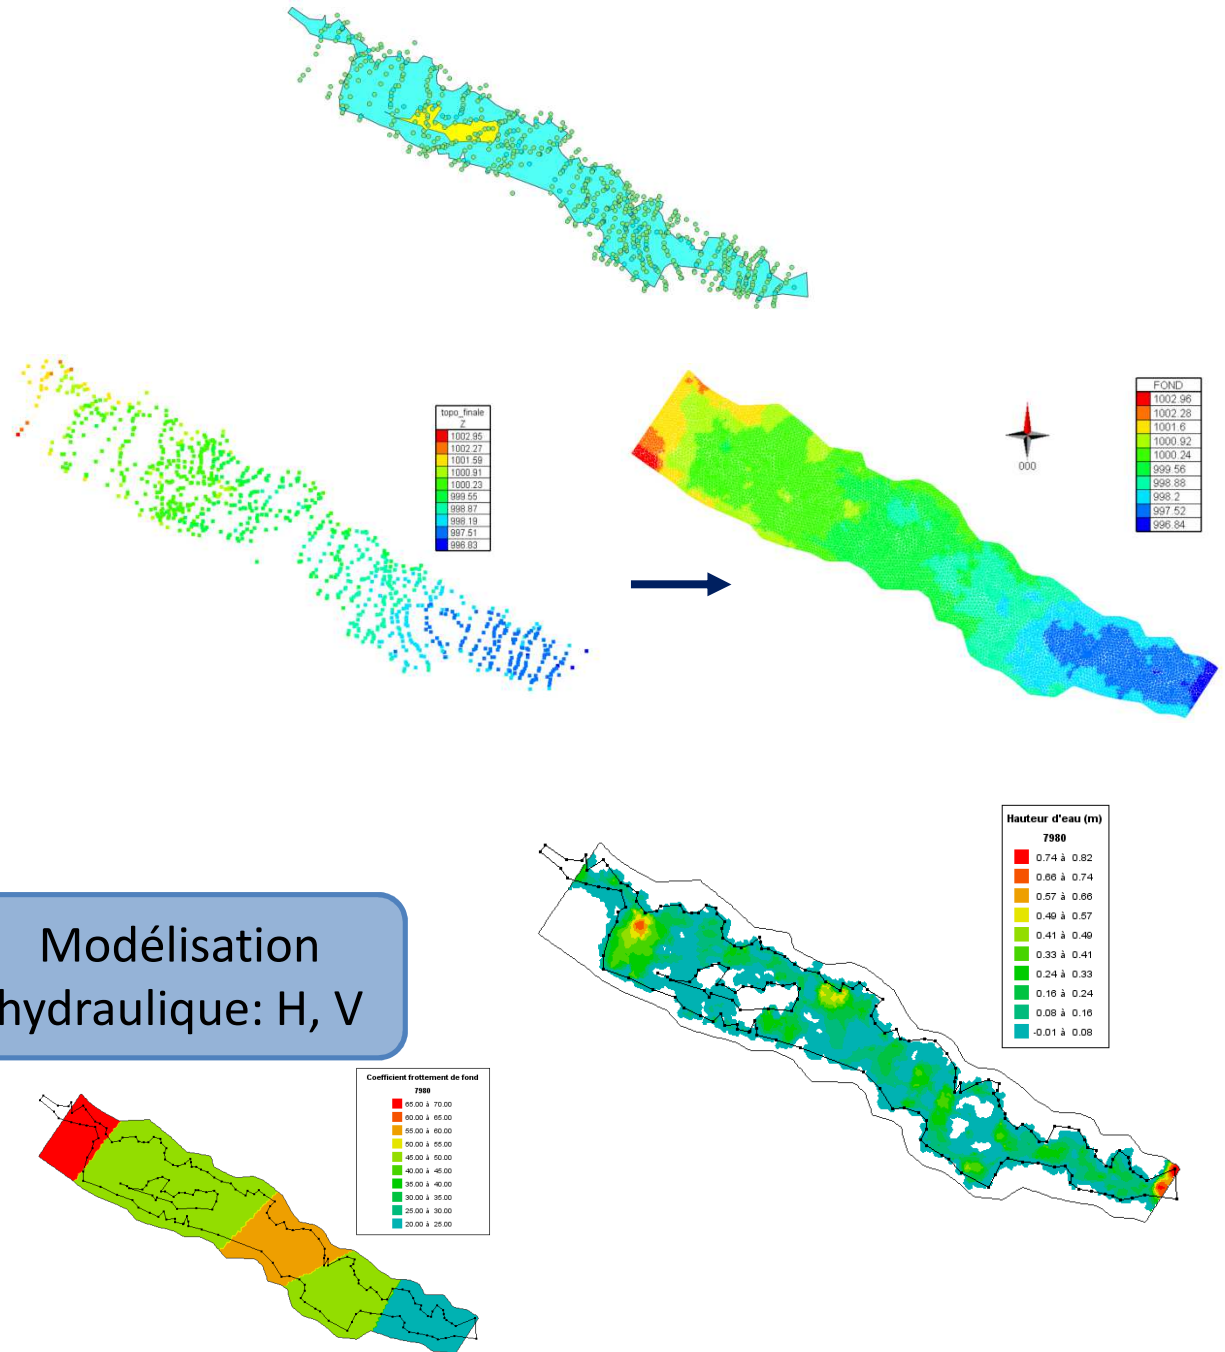 topo_finale
Z
1002.95
1002.27
1001.59
1000.91
1000.23
999.55
998.87
998.19
997.51
996.83
000
FOND
1002.96
1002.28
1001.6
1000.92
1000.24
999.56
998.88
998.2
997.52
996.84
Hauteur d'eau (m)
7980
0.74 à 0.82
0.66 à 0.74
0.57 à 0.66
0.49 à 0.57
0.41 à 0.49
0.33 à 0.41
0.24 à 0.33
0.16 à 0.24
0.08 à 0.16
-0.01 à 0.08
Modélisation
hydraulique: H, V
Coefficient frottement de fond
7980
65.00 à 70.00
60.00 à 65.00
55.00 à 60.00
50.00 à 55.00
45.00 à 50.00
40.00 à 45.00
35.00 à 40.00
30.00 à 35.00
25.00 à 30.00
20.00 à 25.00